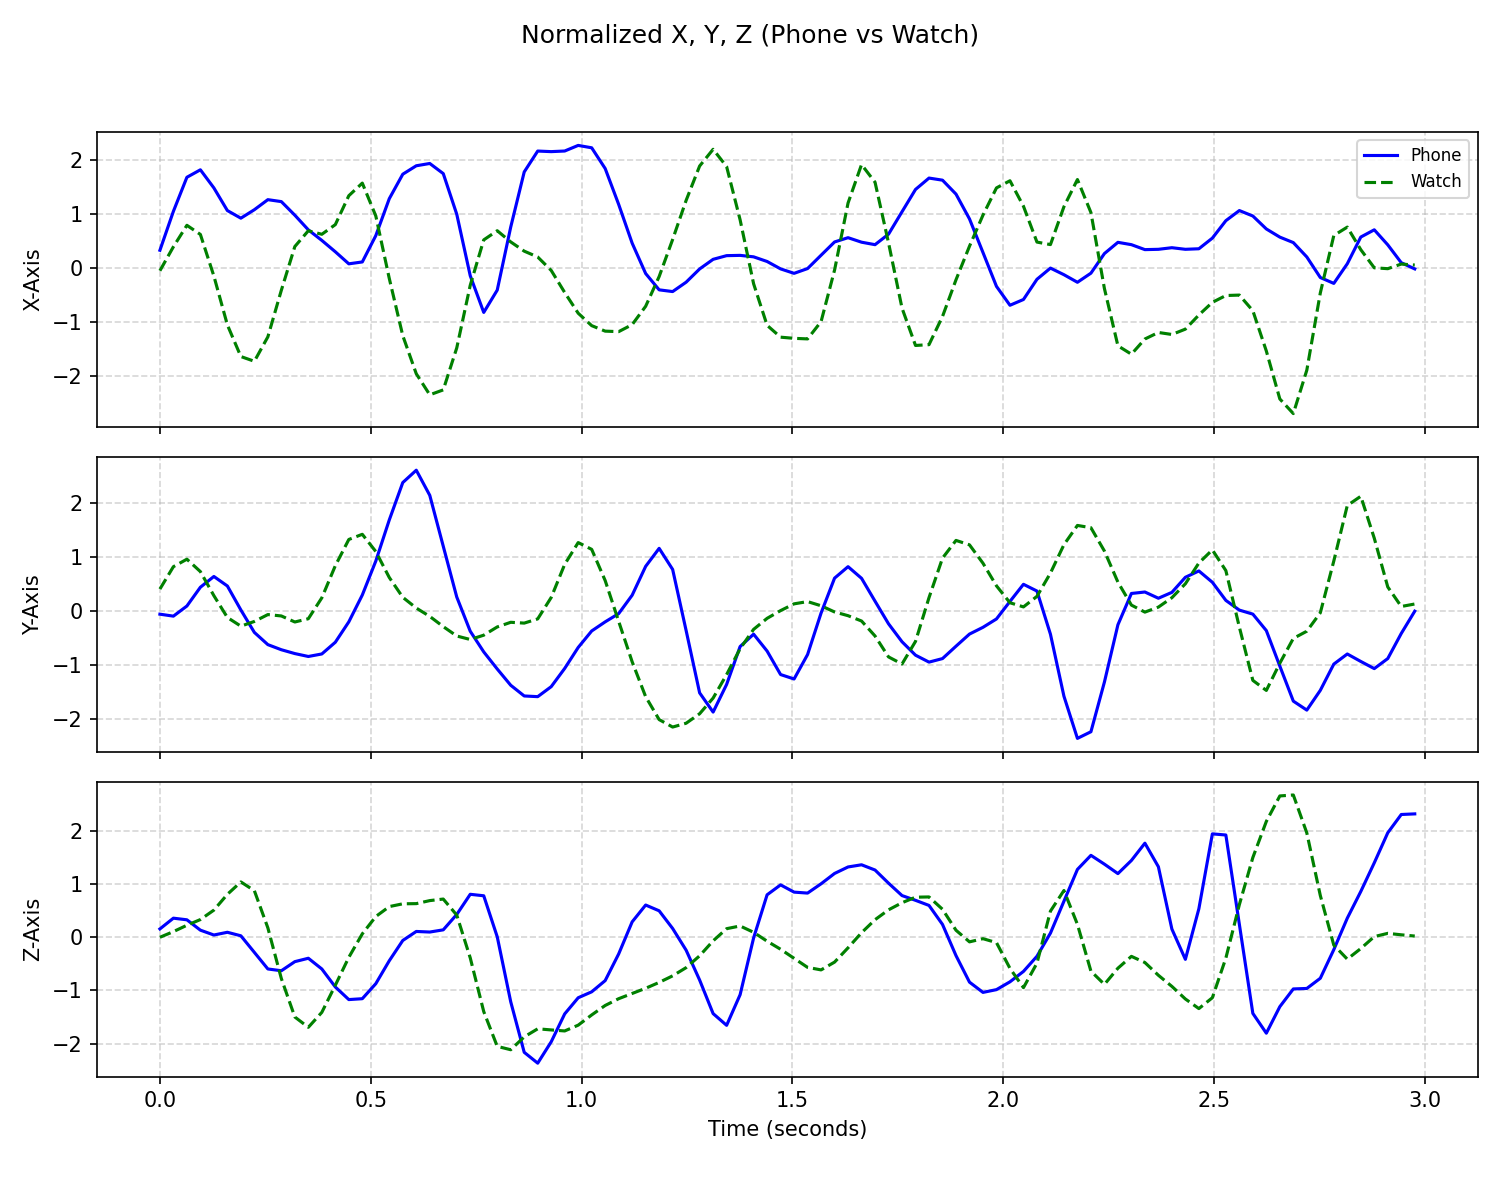 Normalized X, Y, Z (Phone vs Watch)
Phone
Watch
X-Axis
2
1
0
−1
−2
Y-Axis
2
1
0
−1
−2
Z-Axis
2
1
0
−1
−2
0.0 0.5 1.0 1.5 2.0 2.5 3.0
Time (seconds)